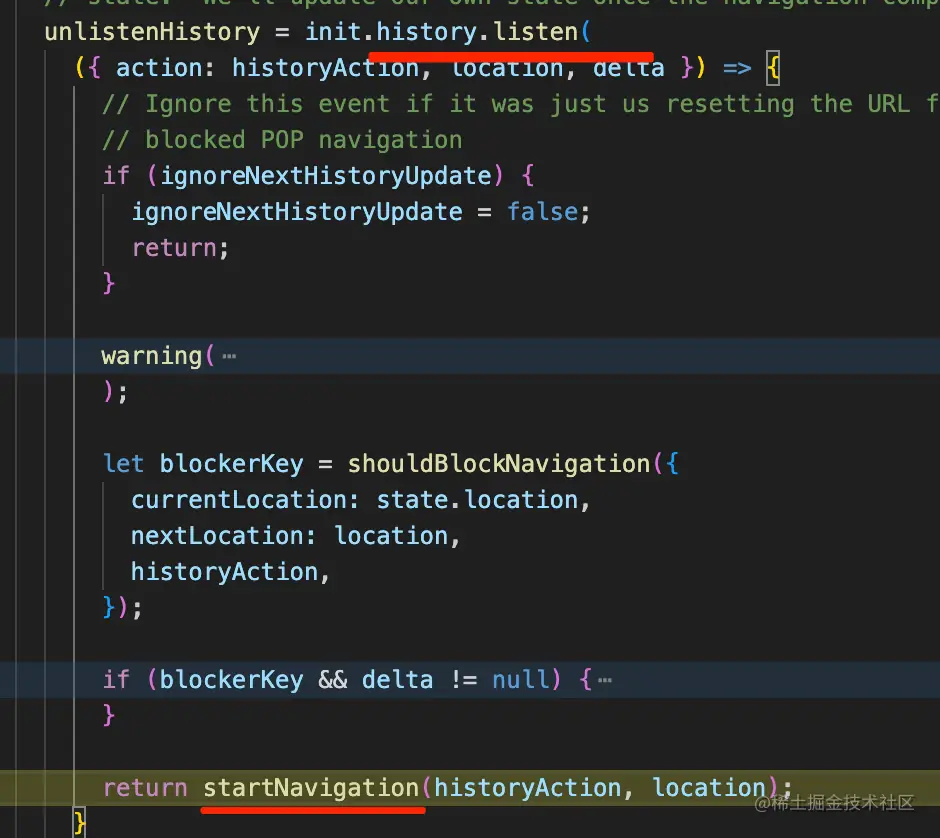 // state. we'll update our own state once the navigation comp
unlistenHistory = init.history.listen(
({ action: historyAction, location, delta }) => {
// Ignore this event if it was just us resetting the URL f
// blocked POP navigation
if (ignoreNextHistoryUpdate) {
ignoreNextHistoryUpdate = false;
return;
}
warning(⋯
);
let blockerKey = shouldBlockNavigation({
currentLocation: state.location,
nextLocation: location,
historyAction,
});
if (blockerKey && delta != null) {⋯
}
return startNavigation(historyAction, location);
@稀土掘金技术社区
}